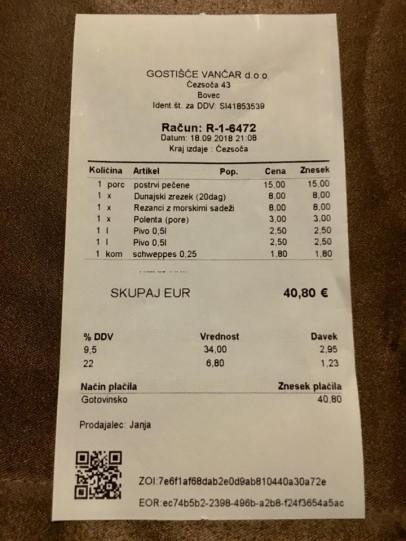 GOSTIŠČE VANČAR d.o.o.
Čezsoča 43
Bovec
Ident št. za DDV: SI41853539
Račun: R-1-6472
Datum: 18.09.2018 21:08
Kraj izdaje : Čezsoča
Količina Artikel Pop. Cena Znesek
1 porc postrvi pečene 15,00 15,00
1 x Dunajski zrezek (20dag) 8,00 8,00
1 x Rezanci z morskimi sadeži 8,00 8,00
1 x Polenta (pore) 3,00 3,00
1 l Pivo 0,5l 2,50 2,50
1 l Pivo 0,5l 2,50 2,50
1 kom schweppes 0,25 1,80 1,80
SKUPAJ EUR 40,80 €
% DDV Vrednost Davek
9,5 34,00 2,95
22 6,80 1,23
Način plačila Znesek plačila
Gotovinsko 40,80
Prodajalec: Janja
ZOI:7e6f1af68dab2e0d9ab810440a30a72e
EOR:ec74b5b2-2398-496b-a2b8-f24f3654a5ac